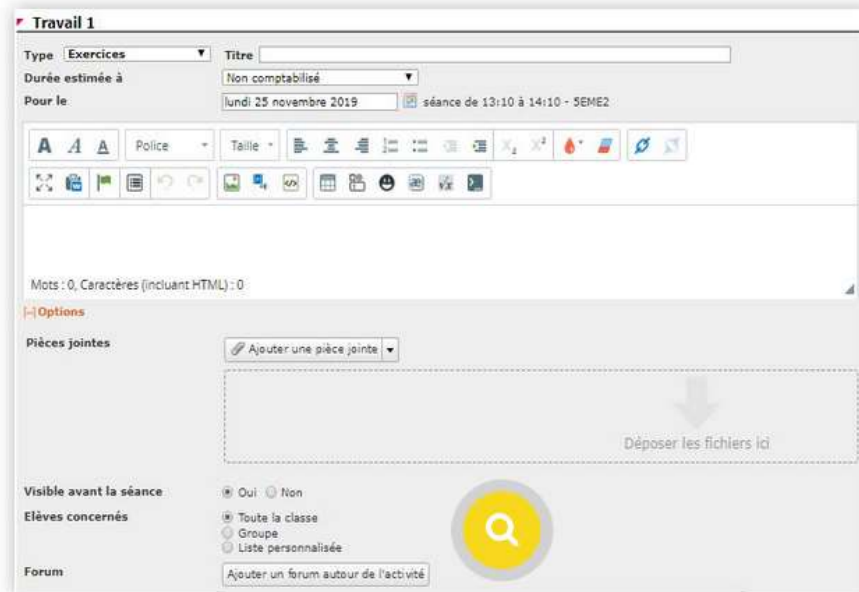 Travail 1
Type Exercices Titre
Durée estimée à Non comptabilisé
Pour le lundi 25 novembre 2019 séance de 13:10 à 14:10 - 5EME2
A A A Police Taille X₂ X²
Mots : 0, Caractères (incluant HTML) : 0
[-] Options
Pièces jointes Ajouter une pièce jointe
Déposer les fichiers ici
Visible avant la séance Oui Non
Elèves concernés Toute la classe
Groupe
Liste personnalisée
Forum Ajouter un forum autour de l'activité